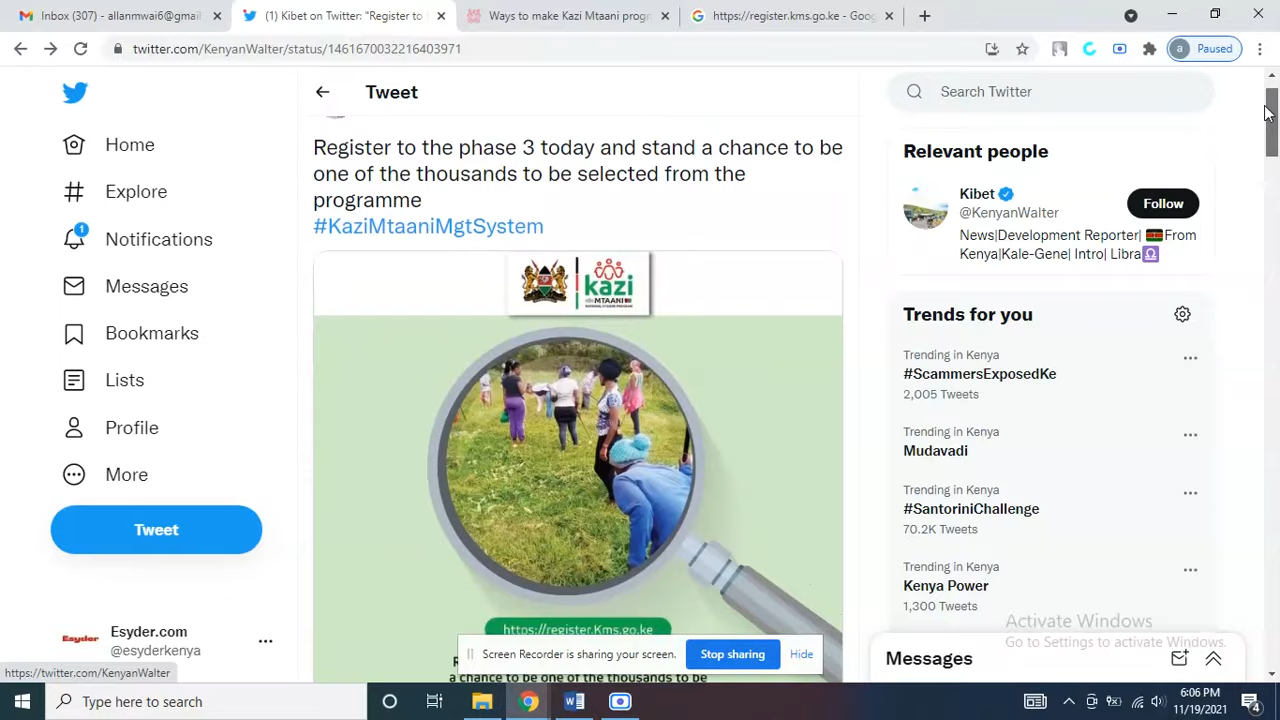 Inbox (307) - allanmwai6@gmail
(1) Kibet on Twitter: "Register to
Ways to make Kazi Mtaani prog
https://register.kms.go.ke - Goo
twitter.com/KenyanWalter/status/1461670032216403971
a Paused
Home
Explore
1
Notifications
Messages
Bookmarks
Lists
Profile
More
Tweet
Esyder.com
@esyderkenya
Esyder.com
https://twitter.com/KenyanWalter
Tweet
Register to the phase 3 today and stand a chance to be
one of the thousands to be selected from the
programme
#KaziMtaaniMgtSystem
kazi
MTAANI
https://register.Kms.go.ke
a chance to be one of the thousands to be
Screen Recorder is sharing your screen.
Stop sharing
Hide
Search Twitter
Relevant people
Kibet
@KenyanWalter
Follow
News|Development Reporter| From
Kenya|Kale-Gene| Intro| Libra♎
Trends for you
Trending in Kenya
#ScammersExposedKe
2,005 Tweets
Trending in Kenya
Mudavadi
Trending in Kenya
#SantoriniChallenge
70.2K Tweets
Trending in Kenya
Kenya Power
1,300 Tweets
Activate Windows
Go to Settings to activate Windows.
Messages
Type here to search
6:06 PM
11/19/2021
4